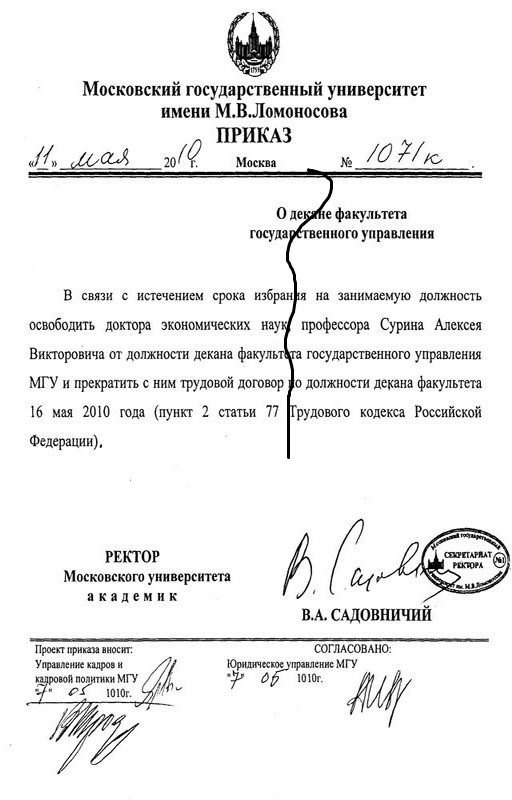 1755
Московский государственный университет
имени М.В.Ломоносова
ПРИКАЗ
«11» мая 2010г. Москва № 1071к
О декане факультета
государственного управления
В связи с истечением срока избрания на занимаемую должность
освободить доктора экономических наук, профессора Сурина Алексея
Викторовича от должности декана факультета государственного управления
МГУ и прекратить с ним трудовой договор по должности декана факультета
16 мая 2010 года (пункт 2 статьи 77 Трудового кодекса Российской
Федерации).
РЕКТОР
Московского университета
академик
В. Садовн
Московский государственный
СЕКРЕТАРИАТ
РЕКТОРА
№1
университет им. М.В.Ломоносова
В.А. САДОВНИЧИЙ
Проект приказа вносит:
Управление кадров и
кадровой политики МГУ
"7" 05 1010г.
СОГЛАСОВАНО:
Юридическое управление МГУ
"7" 05 1010г.